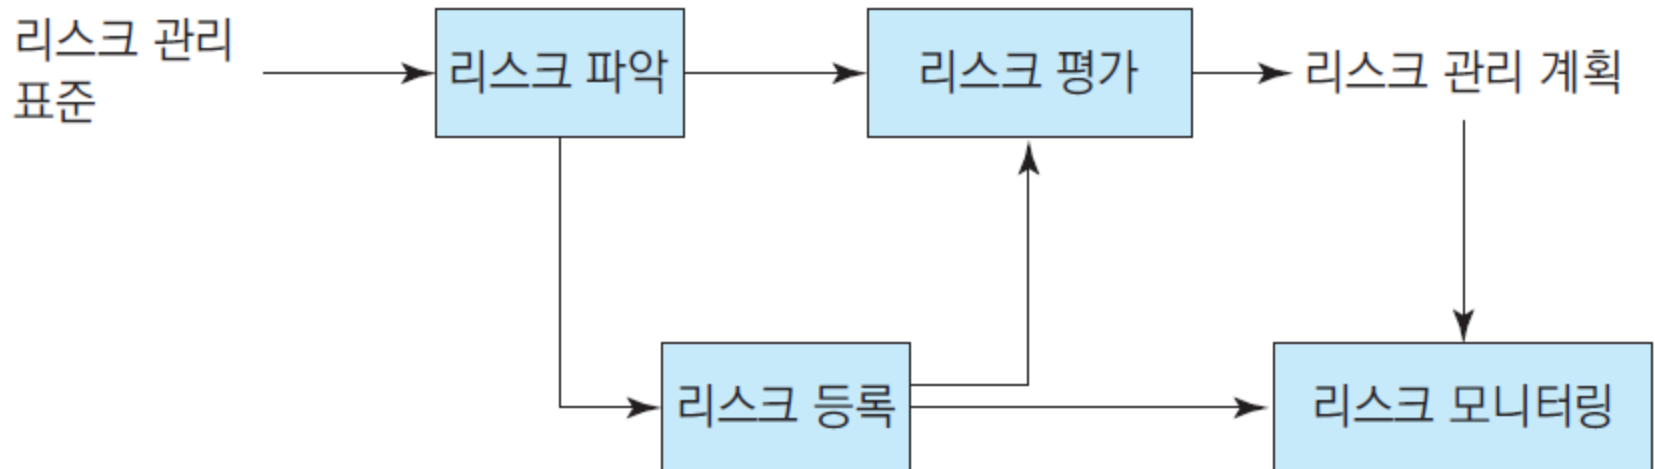 리스크 관리
표준
리스크 파악
리스크 평가
리스크 관리 계획
리스크 등록
리스크 모니터링